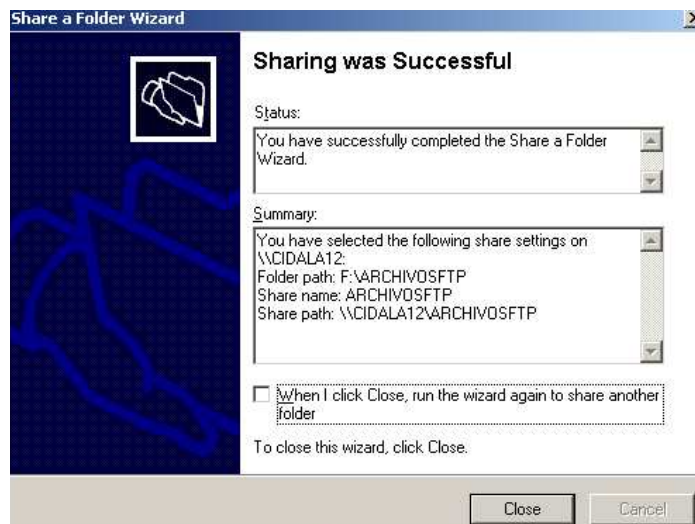 Share a Folder Wizard
Sharing was Successful
Status:
You have successfully completed the Share a Folder
Wizard.
Summary:
You have selected the following share settings on
\\CIDALA12:
Folder path: F:\ARCHIVOSFTP
Share name: ARCHIVOSFTP
Share path: \\CIDALA12\ARCHIVOSFTP
When I click Close, run the wizard again to share another
folder
To close this wizard, click Close.
Close
Cancel